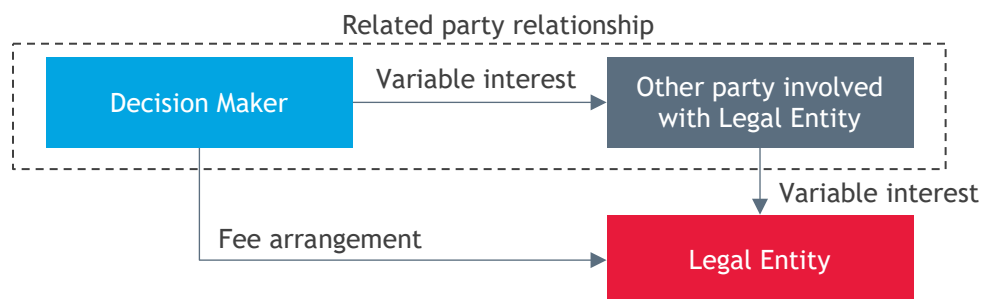 Related party relationship
Decision Maker
Variable interest
Other party involved
with Legal Entity
Variable interest
Fee arrangement
Legal Entity